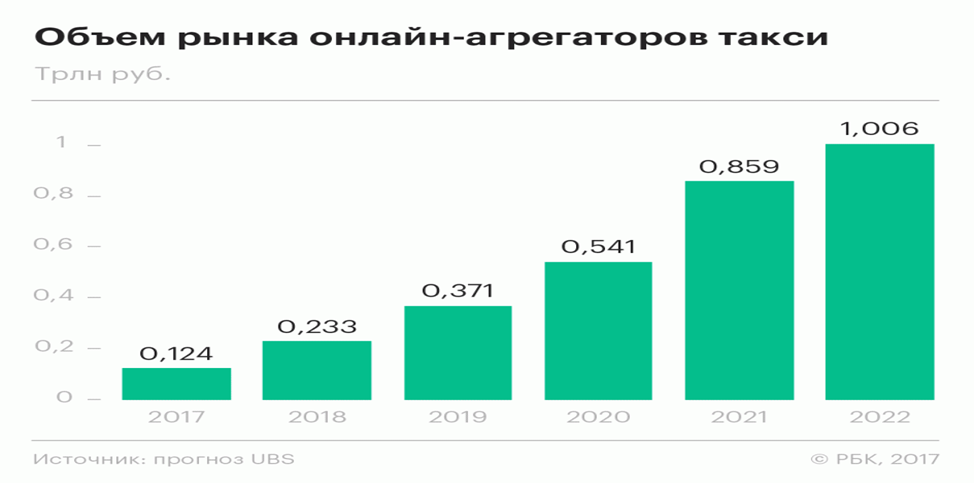 Объем рынка онлайн-агрегаторов такси
Трлн руб.
1
0,8
0,6
0,4
0,2
0
0,124
0,233
0,371
0,541
0,859
1,006
2017 2018 2019 2020 2021 2022
Источник: прогноз UBS
© РБК, 2017